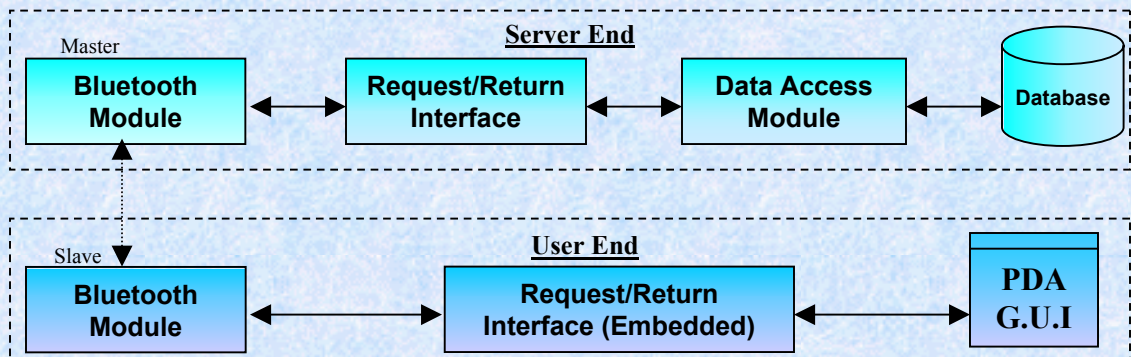 Server End
Master
Bluetooth
Module
Request/Return
Interface
Data Access
Module
Database
User End
Slave
Bluetooth
Module
Request/Return
Interface (Embedded)
PDA
G.U.I